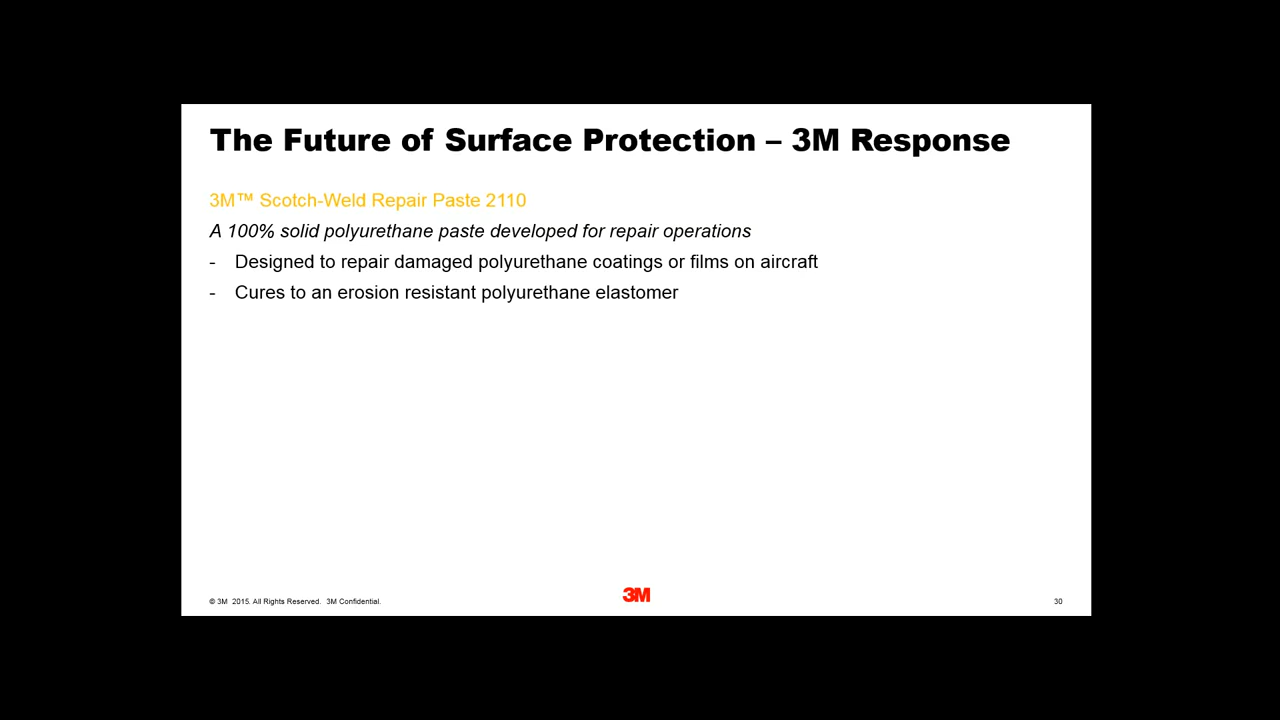 The Future of Surface Protection – 3M Response
3M™ Scotch-Weld Repair Paste 2110
A 100% solid polyurethane paste developed for repair operations
- Designed to repair damaged polyurethane coatings or films on aircraft
- Cures to an erosion resistant polyurethane elastomer
© 3M 2015. All Rights Reserved. 3M Confidential.
3M
30